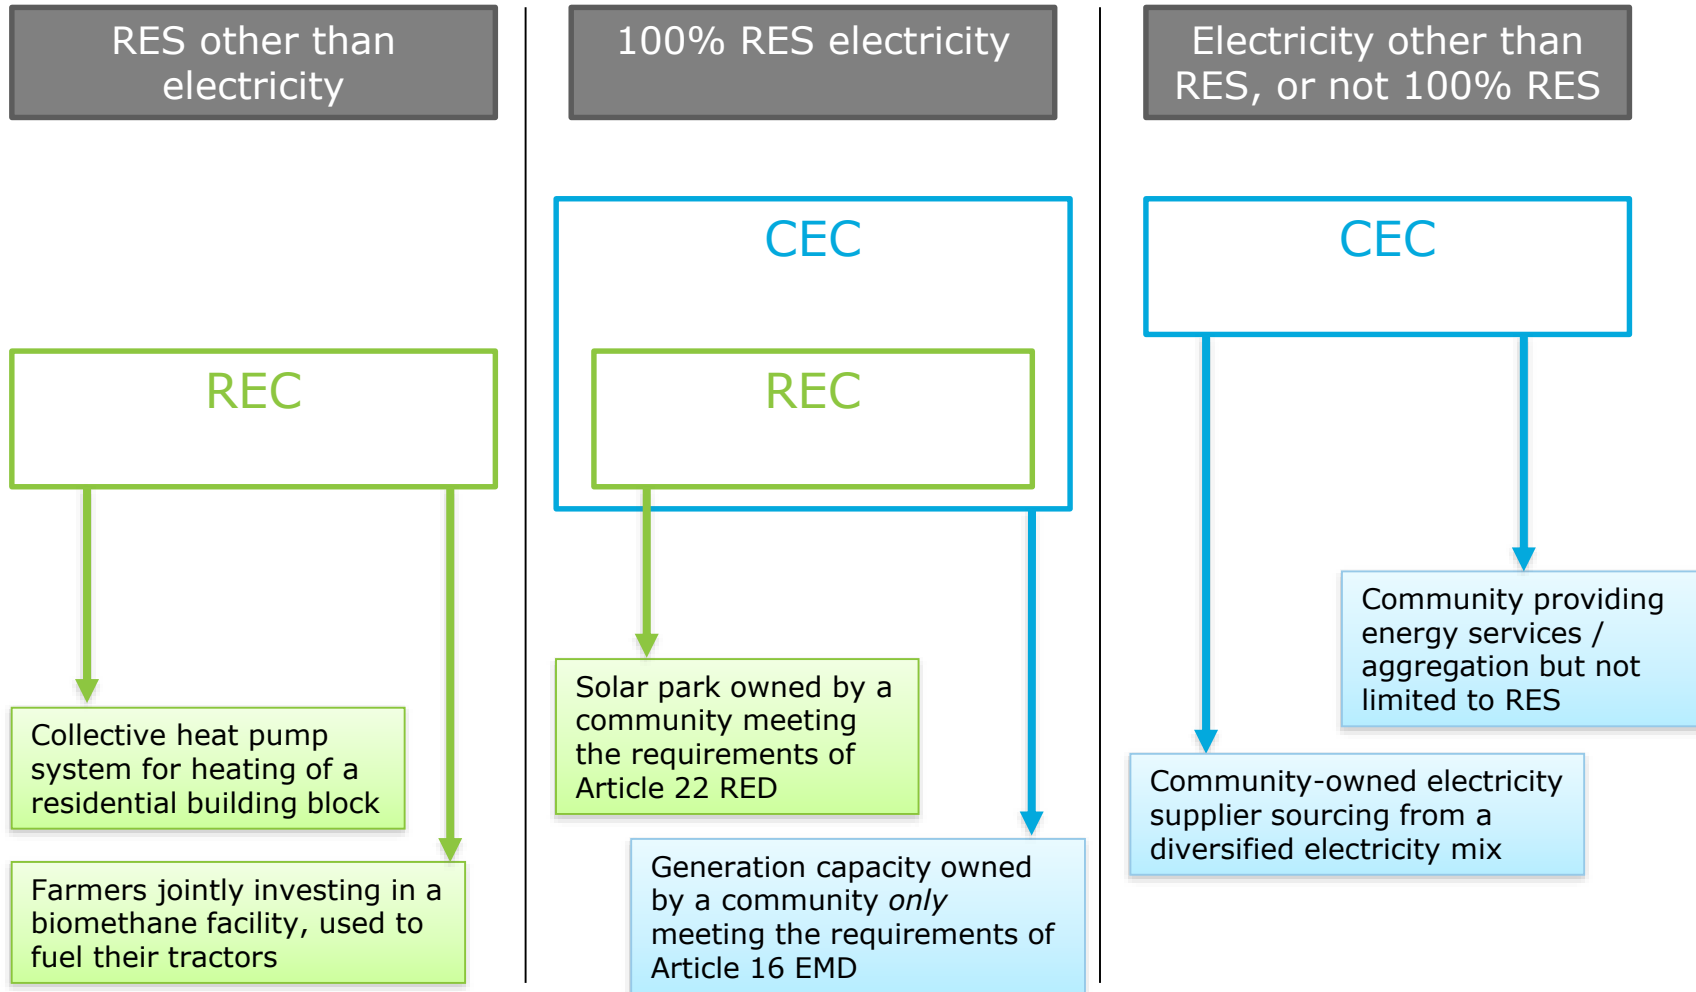 RES other than
electricity
REC
Collective heat pump
system for heating of a
residential building block
Farmers jointly investing in a
biomethane facility, used to
fuel their tractors
100% RES electricity
CEC
REC
Solar park owned by a
community meeting
the requirements of
Article 22 RED
Generation capacity owned
by a community only
meeting the requirements of
Article 16 EMD
Electricity other than
RES, or not 100% RES
CEC
Community providing
energy services /
aggregation but not
limited to RES
Community-owned electricity
supplier sourcing from a
diversified electricity mix